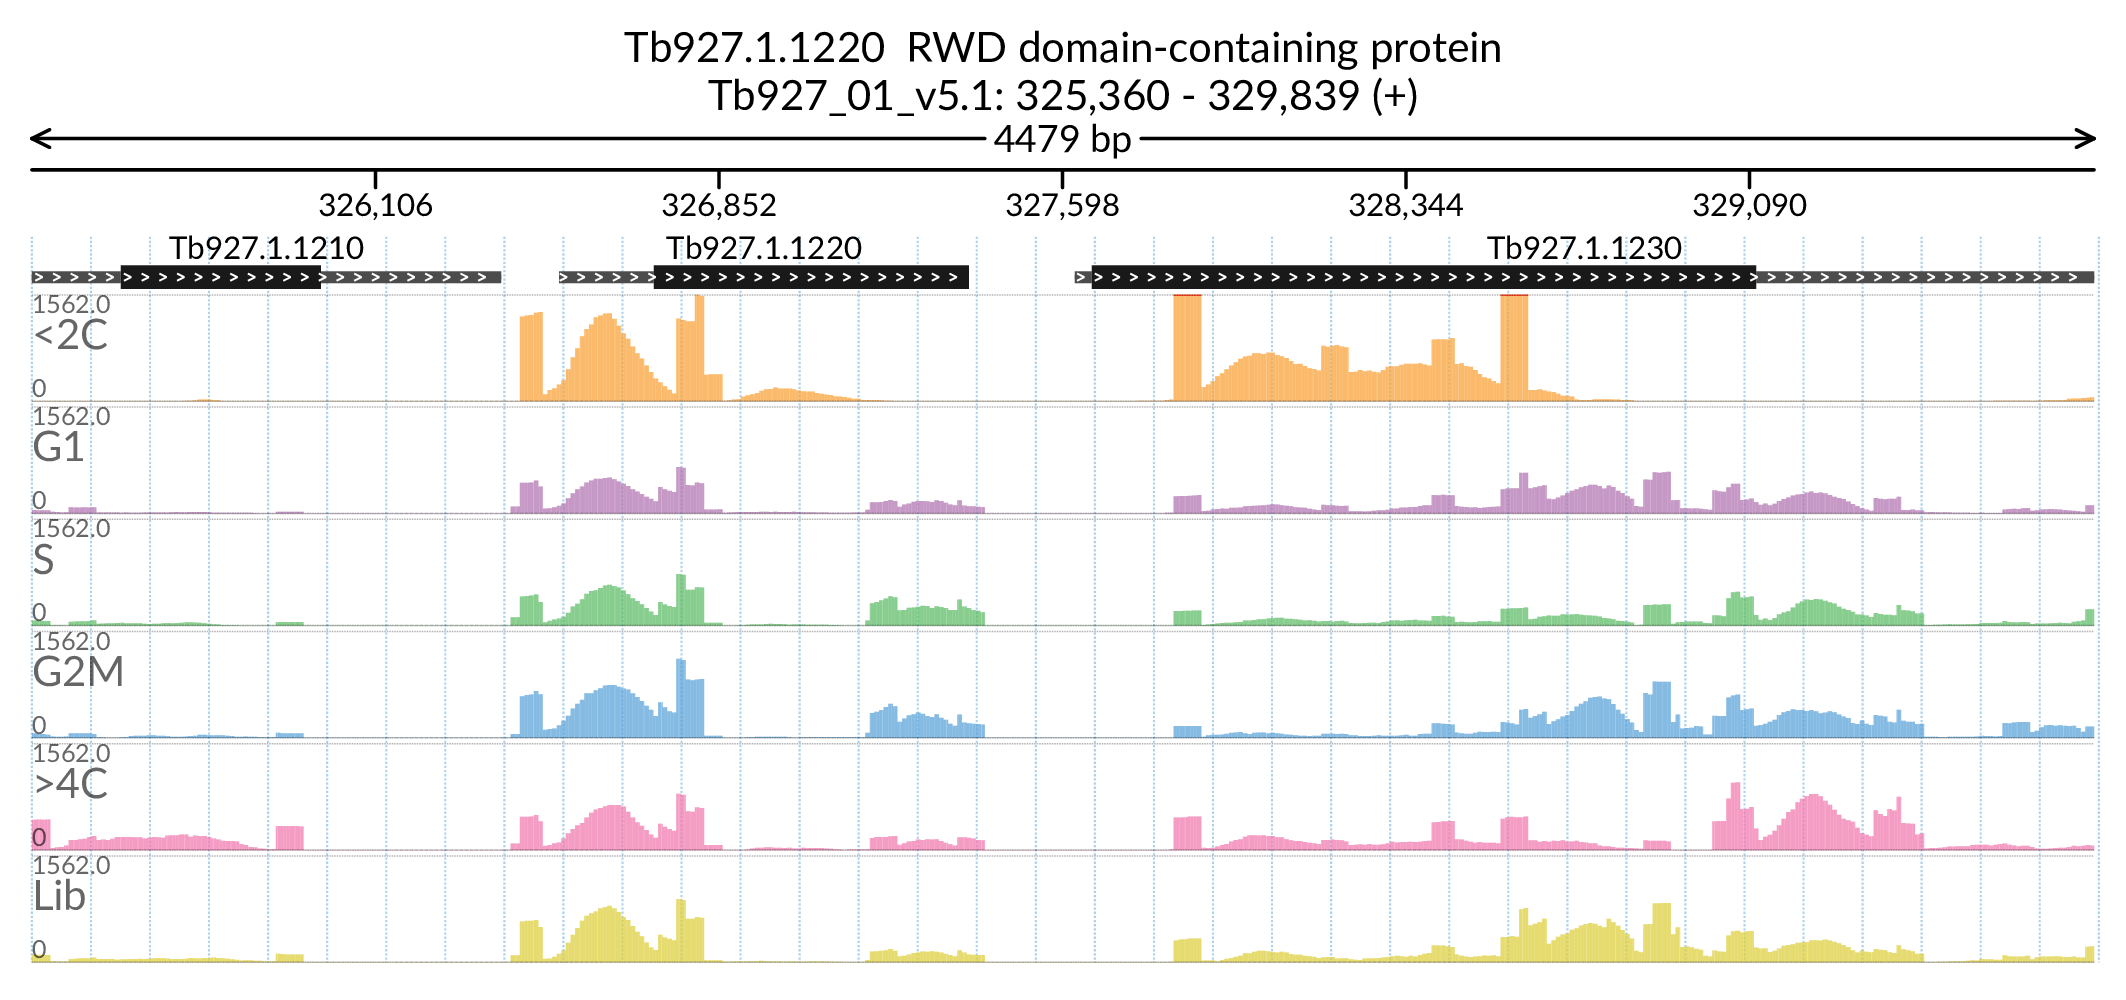 Tb927.1.1220 RWD domain-containing protein
Tb927_01_v5.1: 325,360 - 329,839 (+)
4479 bp
326,106 326,852 327,598 328,344 329,090
Tb927.1.1210 Tb927.1.1220 Tb927.1.1230
1562.0
<2C
0
1562.0
G1
0
1562.0
S
0
1562.0
G2M
0
1562.0
>4C
0
1562.0
Lib
0